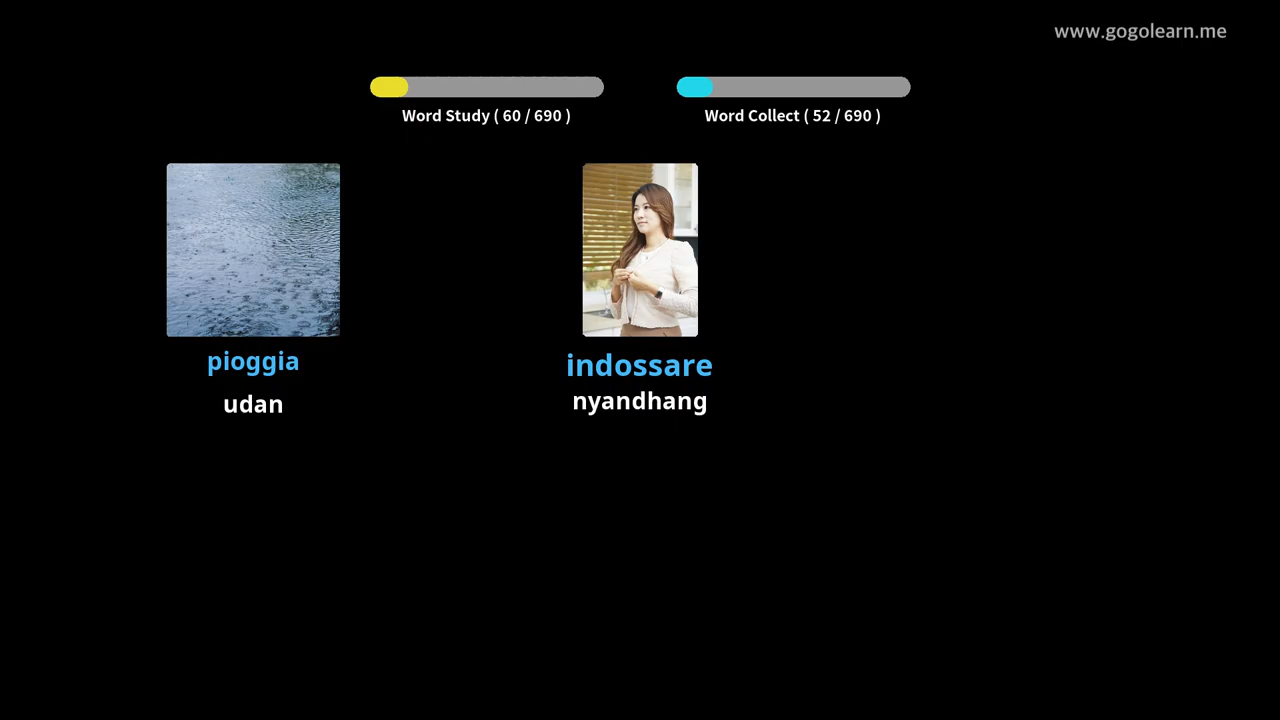 www.gogolearn.me
Word Study ( 60 / 690 )
Word Collect ( 52 / 690 )
pioggia
udan
indossare
nyandhang